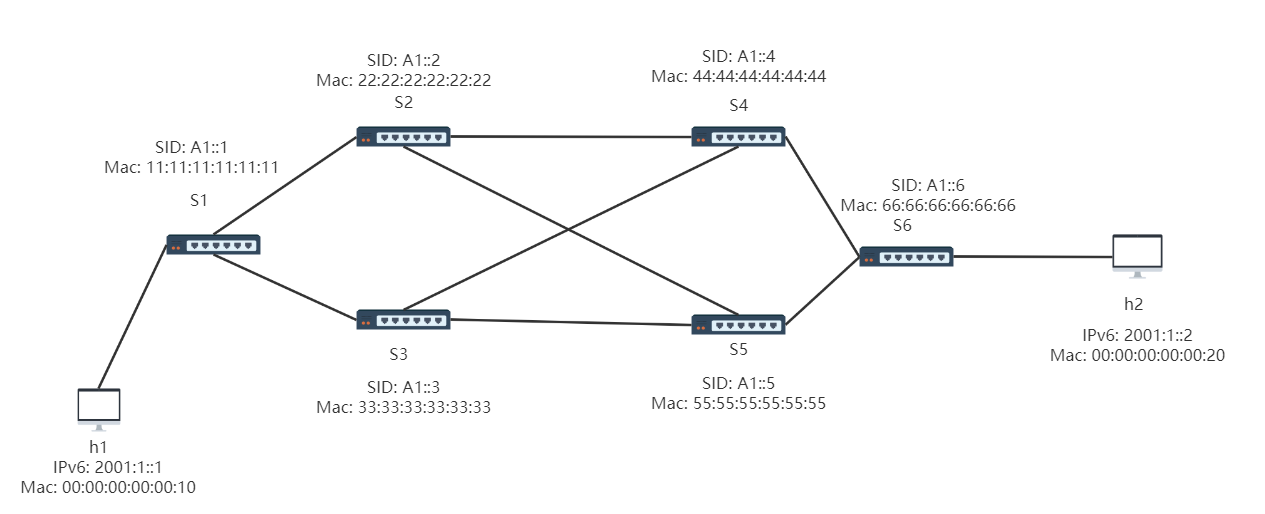 SID: A1::2
Mac: 22:22:22:22:22:22
S2
SID: A1::4
Mac: 44:44:44:44:44:44
S4
SID: A1::1
Mac: 11:11:11:11:11:11
S1
SID: A1::6
Mac: 66:66:66:66:66:66
S6
h2
IPv6: 2001:1::2
Mac: 00:00:00:00:00:20
S3
SID: A1::3
Mac: 33:33:33:33:33:33
S5
SID: A1::5
Mac: 55:55:55:55:55:55
h1
IPv6: 2001:1::1
Mac: 00:00:00:00:00:10